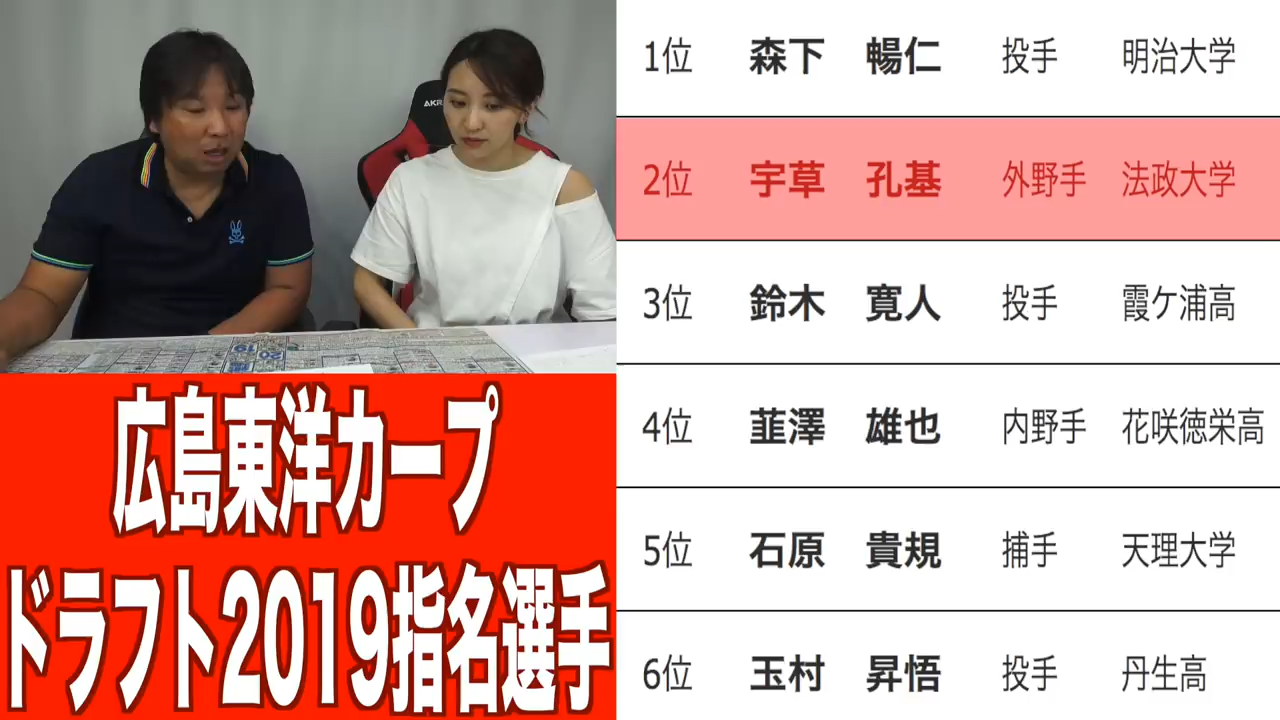 1位 森下 暢仁 投手 明治大学
2位 宇草 孔基 外野手 法政大学
3位 鈴木 寛人 投手 霞ケ浦高
4位 韮澤 雄也 内野手 花咲徳栄高
5位 石原 貴規 捕手 天理大学
6位 玉村 昇悟 投手 丹生高
広島東洋カープ
ドラフト2019指名選手